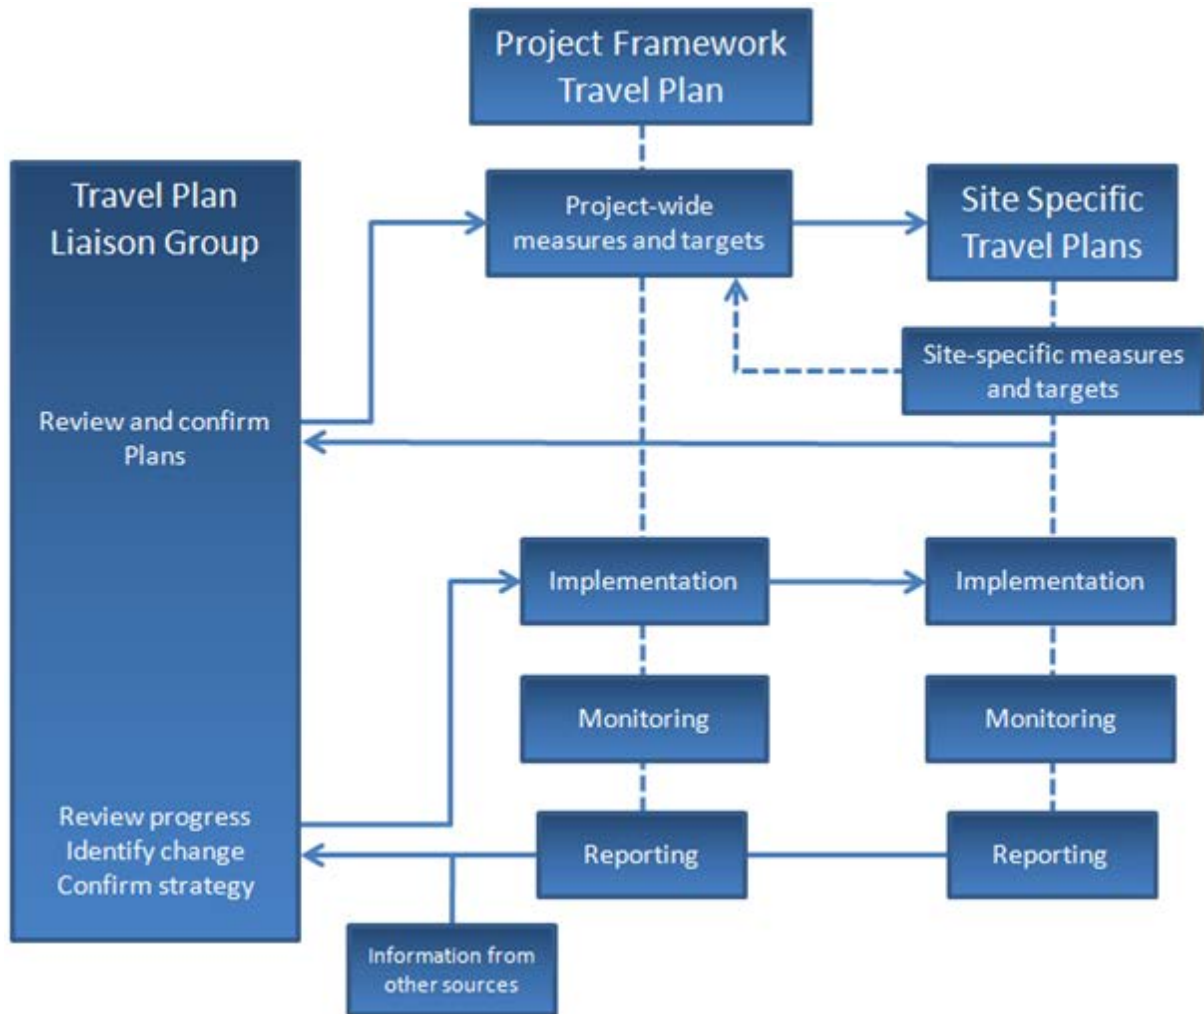 Project Framework
Travel Plan
Travel Plan
Liaison Group
Project-wide
measures and targets
Site Specific
Travel Plans
Site-specific measures
and targets
Review and confirm
Plans
Implementation
Implementation
Monitoring
Monitoring
Review progress
Identify change
Confirm strategy
Reporting
Reporting
Information from
other sources